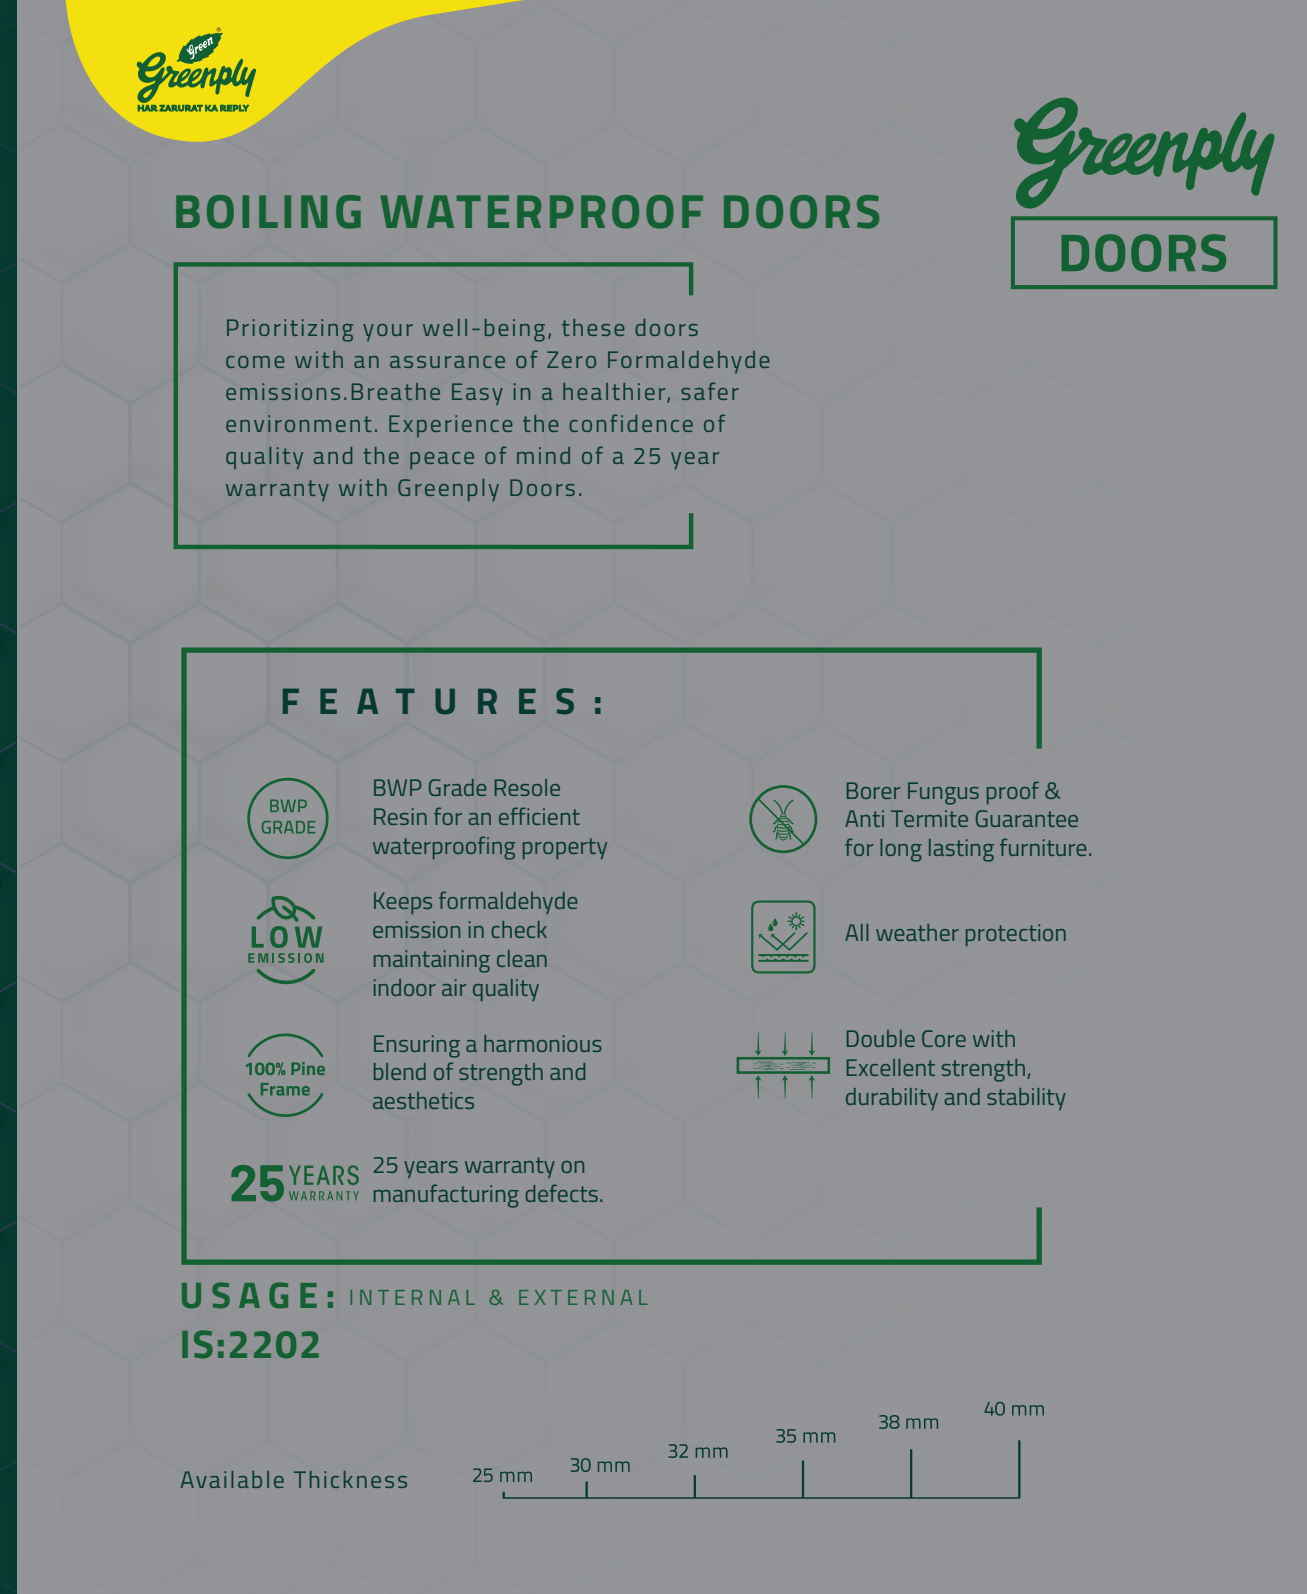 Green
Greenply
HAR ZARURAT KA REPLY
Greenply
DOORS
BOILING WATERPROOF DOORS
Prioritizing your well-being, these doors
come with an assurance of Zero Formaldehyde
emissions.Breathe Easy in a healthier, safer
environment. Experience the confidence of
quality and the peace of mind of a 25 year
warranty with Greenply Doors.
FEATURES:
BWP
GRADE
BWP Grade Resole
Resin for an efficient
waterproofing property
LOW
EMISSION
Keeps formaldehyde
emission in check
maintaining clean
indoor air quality
100% Pine
Frame
Ensuring a harmonious
blend of strength and
aesthetics
25 YEARS
WARRANTY
25 years warranty on
manufacturing defects.
Borer Fungus proof &
Anti Termite Guarantee
for long lasting furniture.
All weather protection
Double Core with
Excellent strength,
durability and stability
USAGE: INTERNAL & EXTERNAL
IS:2202
Available Thickness
25 mm
30 mm
32 mm
35 mm
38 mm
40 mm